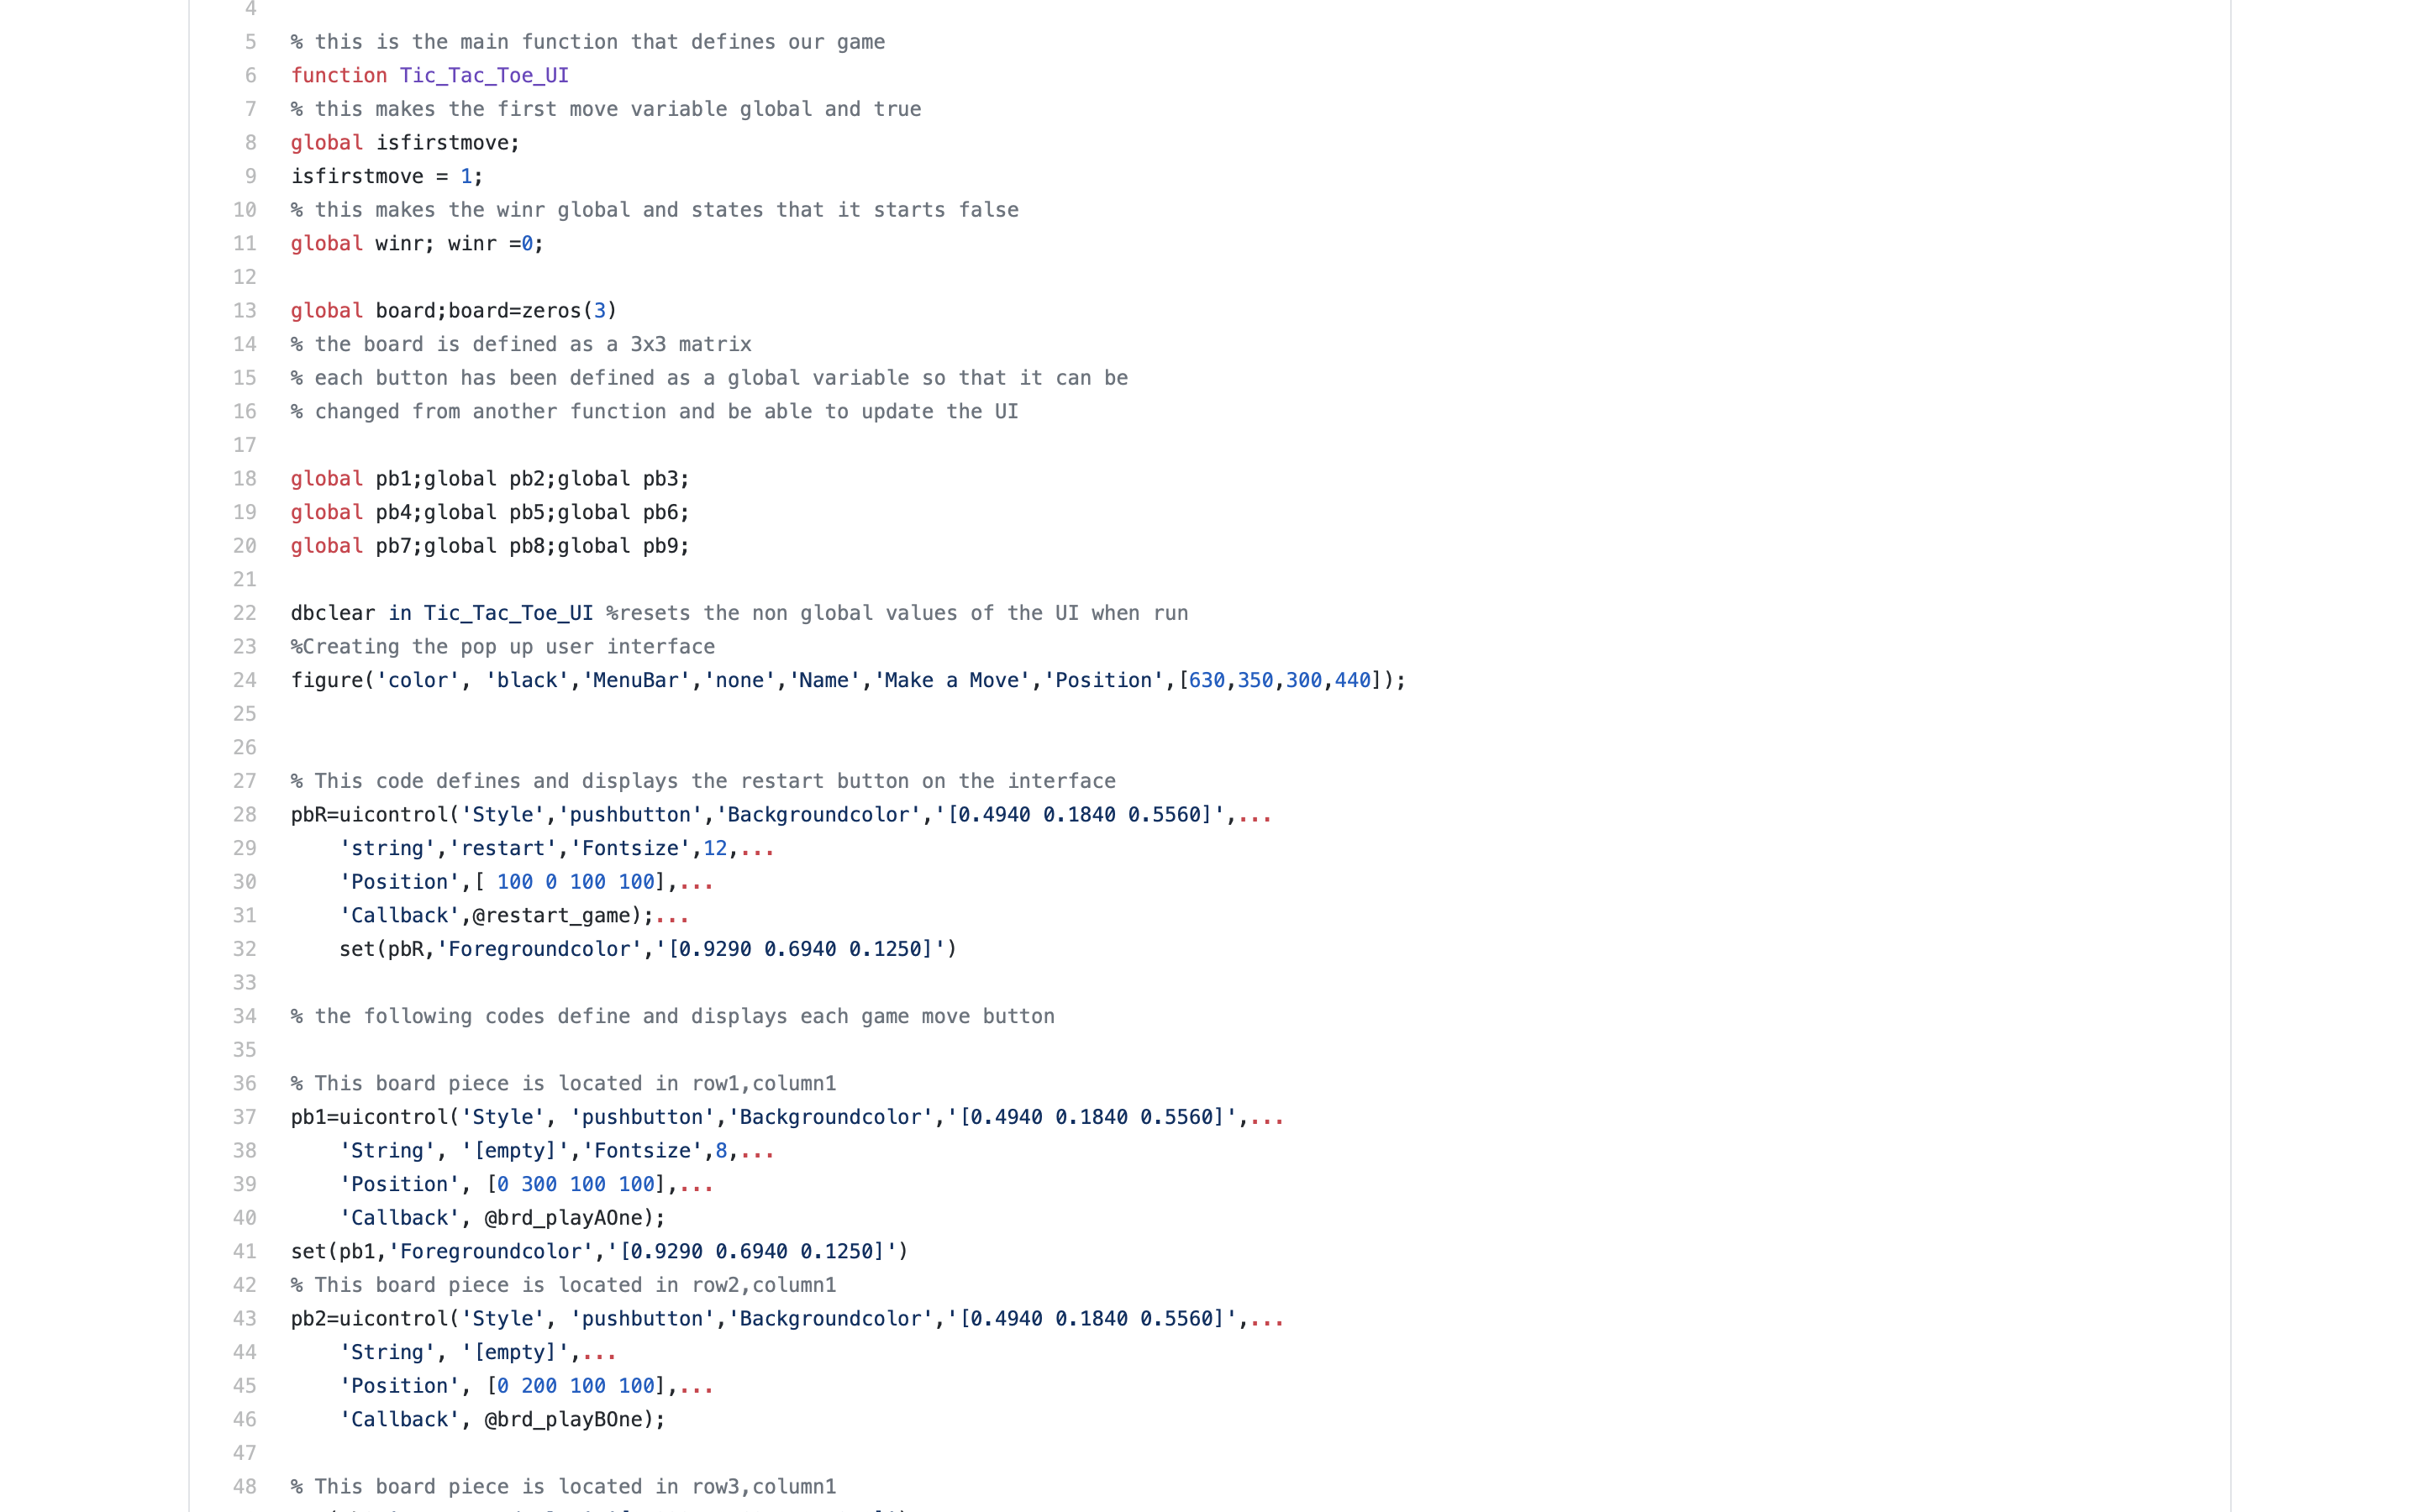 4
5 % this is the main function that defines our game
6 function Tic_Tac_Toe_UI
7 % this makes the first move variable global and true
8 global isfirstmove;
9 isfirstmove = 1;
10 % this makes the winr global and states that it starts false
11 global winr; winr =0;
12
13 global board;board=zeros(3)
14 % the board is defined as a 3x3 matrix
15 % each button has been defined as a global variable so that it can be
16 % changed from another function and be able to update the UI
17
18 global pb1;global pb2;global pb3;
19 global pb4;global pb5;global pb6;
20 global pb7;global pb8;global pb9;
21
22 dbclear in Tic_Tac_Toe_UI %resets the non global values of the UI when run
23 %Creating the pop up user interface
24 figure('color', 'black','MenuBar','none','Name','Make a Move','Position',[630,350,300,440]);
25
26
27 % This code defines and displays the restart button on the interface
28 pbR=uicontrol('Style','pushbutton','Backgroundcolor','[0.4940 0.1840 0.5560]',...
29     'string','restart','Fontsize',12,...
30     'Position',[ 100 0 100 100],...
31     'Callback',@restart_game);...
32     set(pbR,'Foregroundcolor','[0.9290 0.6940 0.1250]')
33
34 % the following codes define and displays each game move button
35
36 % This board piece is located in row1,column1
37 pb1=uicontrol('Style', 'pushbutton','Backgroundcolor','[0.4940 0.1840 0.5560]',...
38     'String', '[empty]','Fontsize',8,...
39     'Position', [0 300 100 100],...
40     'Callback', @brd_playAOne);
41 set(pb1,'Foregroundcolor','[0.9290 0.6940 0.1250]')
42 % This board piece is located in row2,column1
43 pb2=uicontrol('Style', 'pushbutton','Backgroundcolor','[0.4940 0.1840 0.5560]',...
44     'String', '[empty]',...
45     'Position', [0 200 100 100],...
46     'Callback', @brd_playBOne);
47
48 % This board piece is located in row3,column1